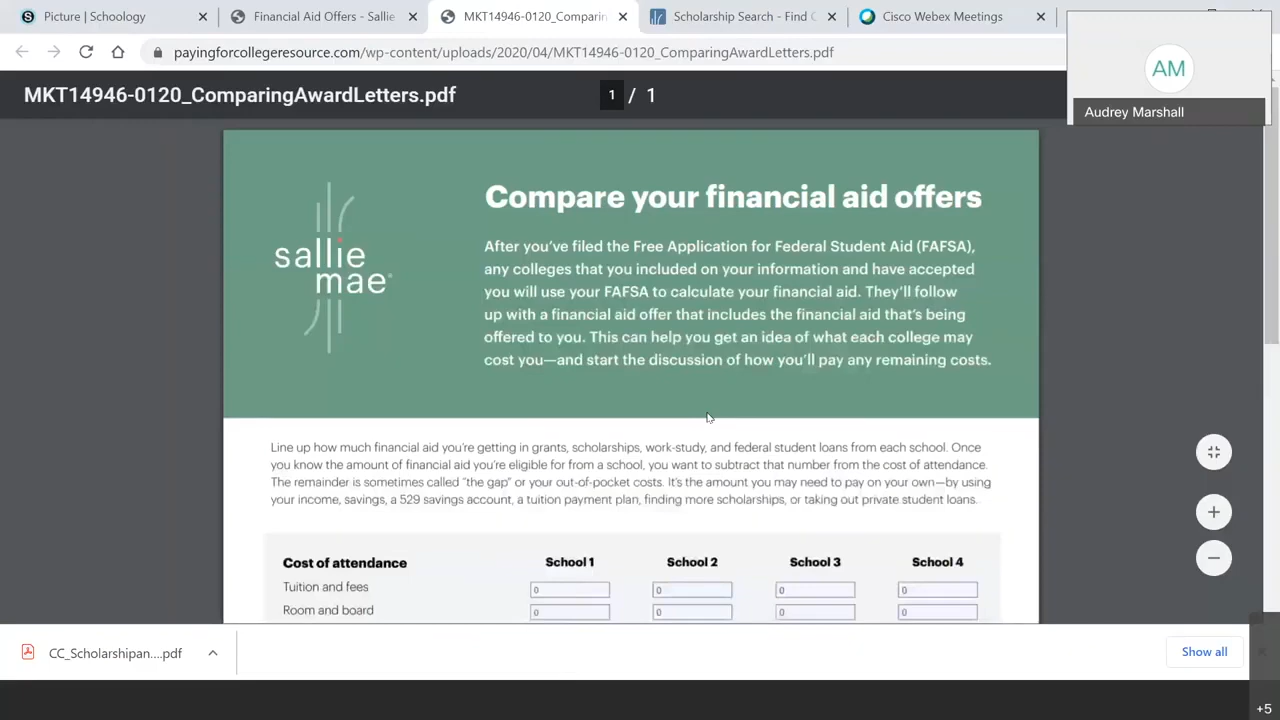 Picture | Schoology
Financial Aid Offers - Sallie
MKT14946-0120_Comparin
Scholarship Search - Find C
Cisco Webex Meetings
payingforcollegeresource.com/wp-content/uploads/2020/04/MKT14946-0120_ComparingAwardLetters.pdf
AM
Audrey Marshall
MKT14946-0120_ComparingAwardLetters.pdf
1 / 1
sallie
mae
Compare your financial aid offers
After you've filed the Free Application for Federal Student Aid (FAFSA),
any colleges that you included on your information and have accepted
you will use your FAFSA to calculate your financial aid. They'll follow
up with a financial aid offer that includes the financial aid that's being
offered to you. This can help you get an idea of what each college may
cost you—and start the discussion of how you'll pay any remaining costs.
Line up how much financial aid you're getting in grants, scholarships, work-study, and federal student loans from each school. Once
you know the amount of financial aid you're eligible for from a school, you want to subtract that number from the cost of attendance.
The remainder is sometimes called "the gap" or your out-of-pocket costs. It's the amount you may need to pay on your own—by using
your income, savings, a 529 savings account, a tuition payment plan, finding more scholarships, or taking out private student loans.
Cost of attendance School 1 School 2 School 3 School 4
Tuition and fees 0 0 0 0
Room and board 0 0 0 0
CC_Scholarshipan....pdf
Show all
+5